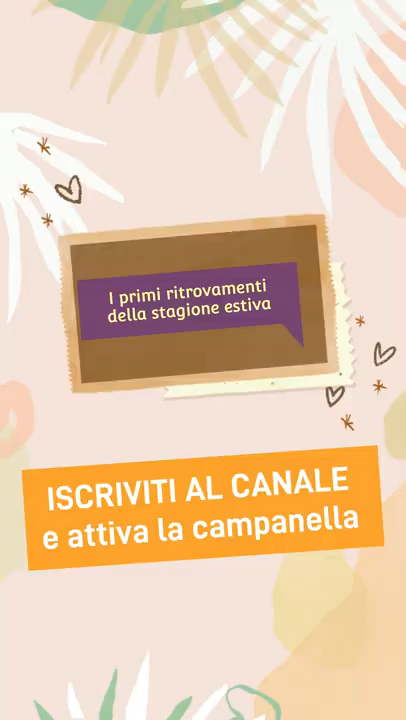 I primi ritrovamenti
della stagione estiva
ISCRIVITI AL CANALE
e attiva la campanella